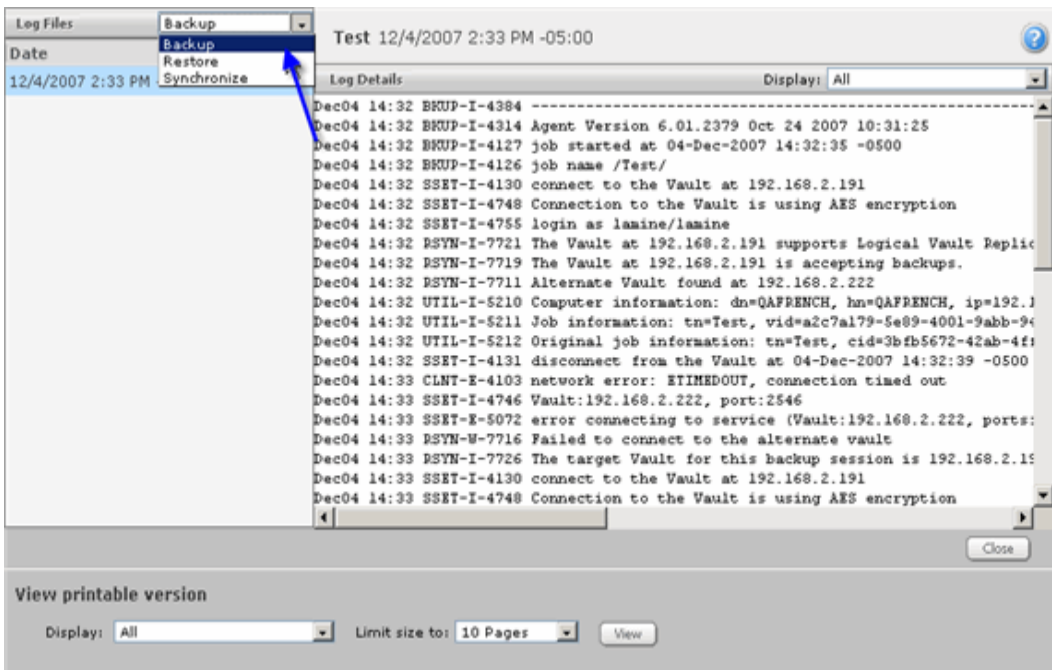 Log Files Backup
Backup
Restore
Synchronize
Date
12/4/2007 2:33 PM -
Test 12/4/2007 2:33 PM -05:00
?
Log Details Display: All
Dec04 14:32 BKUP-I-4384 ----------------------------------------------------------------
Dec04 14:32 BKUP-I-4314 Agent Version 6.01.2379 Oct 24 2007 10:31:25
Dec04 14:32 BKUP-I-4127 job started at 04-Dec-2007 14:32:35 -0500
Dec04 14:32 BKUP-I-4126 job name /Test/
Dec04 14:32 SSET-I-4130 connect to the Vault at 192.168.2.191
Dec04 14:32 SSET-I-4748 Connection to the Vault is using AES encryption
Dec04 14:32 SSET-I-4755 login as lamine/lamine
Dec04 14:32 RSYN-I-7721 The Vault at 192.168.2.191 supports Logical Vault Replic
Dec04 14:32 RSYN-I-7719 The Vault at 192.168.2.191 is accepting backups.
Dec04 14:32 RSYN-I-7711 Alternate Vault found at 192.168.2.222
Dec04 14:32 UTIL-I-5210 Computer information: dn=QAFRENCH, hn=QAFRENCH, ip=192.1
Dec04 14:32 UTIL-I-5211 Job information: tn=Test, vid=a2c7a179-5e89-4001-9abb-94
Dec04 14:32 UTIL-I-5212 Original job information: tn=Test, cid=3bfb5672-42ab-4f
Dec04 14:32 SSET-I-4131 disconnect from the Vault at 04-Dec-2007 14:32:39 -0500
Dec04 14:33 CLNT-E-4103 network error: ETIMEDOUT, connection timed out
Dec04 14:33 SSET-I-4746 Vault:192.168.2.222, port:2546
Dec04 14:33 SSET-E-5072 error connecting to service (Vault:192.168.2.222, ports:
Dec04 14:33 RSYN-W-7716 Failed to connect to the alternate vault
Dec04 14:33 RSYN-I-7726 The target Vault for this backup session is 192.168.2.19
Dec04 14:33 SSET-I-4130 connect to the Vault at 192.168.2.191
Dec04 14:33 SSET-I-4748 Connection to the Vault is using AES encryption
Close
View printable version
Display: All Limit size to: 10 Pages View